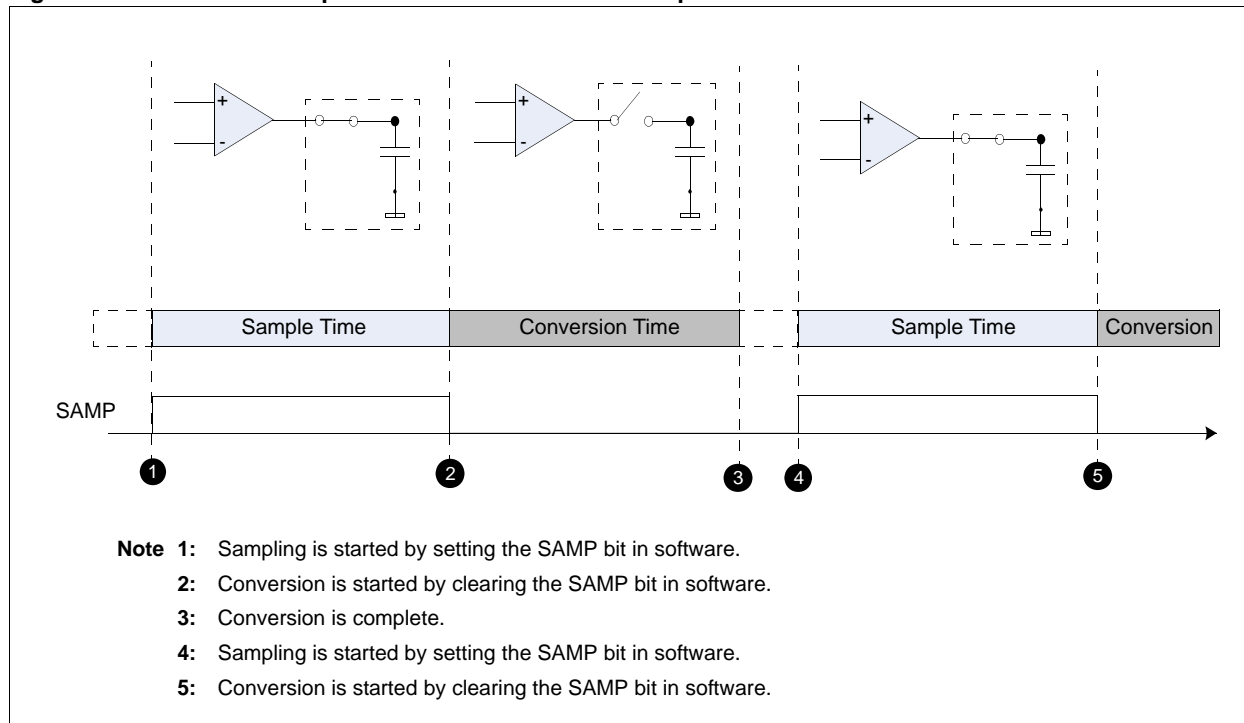 +
-
+
-
+
-
Sample Time
Conversion Time
Sample Time
Conversion
SAMP
1
2
3
4
5
Note 1: Sampling is started by setting the SAMP bit in software.
2: Conversion is started by clearing the SAMP bit in software.
3: Conversion is complete.
4: Sampling is started by setting the SAMP bit in software.
5: Conversion is started by clearing the SAMP bit in software.